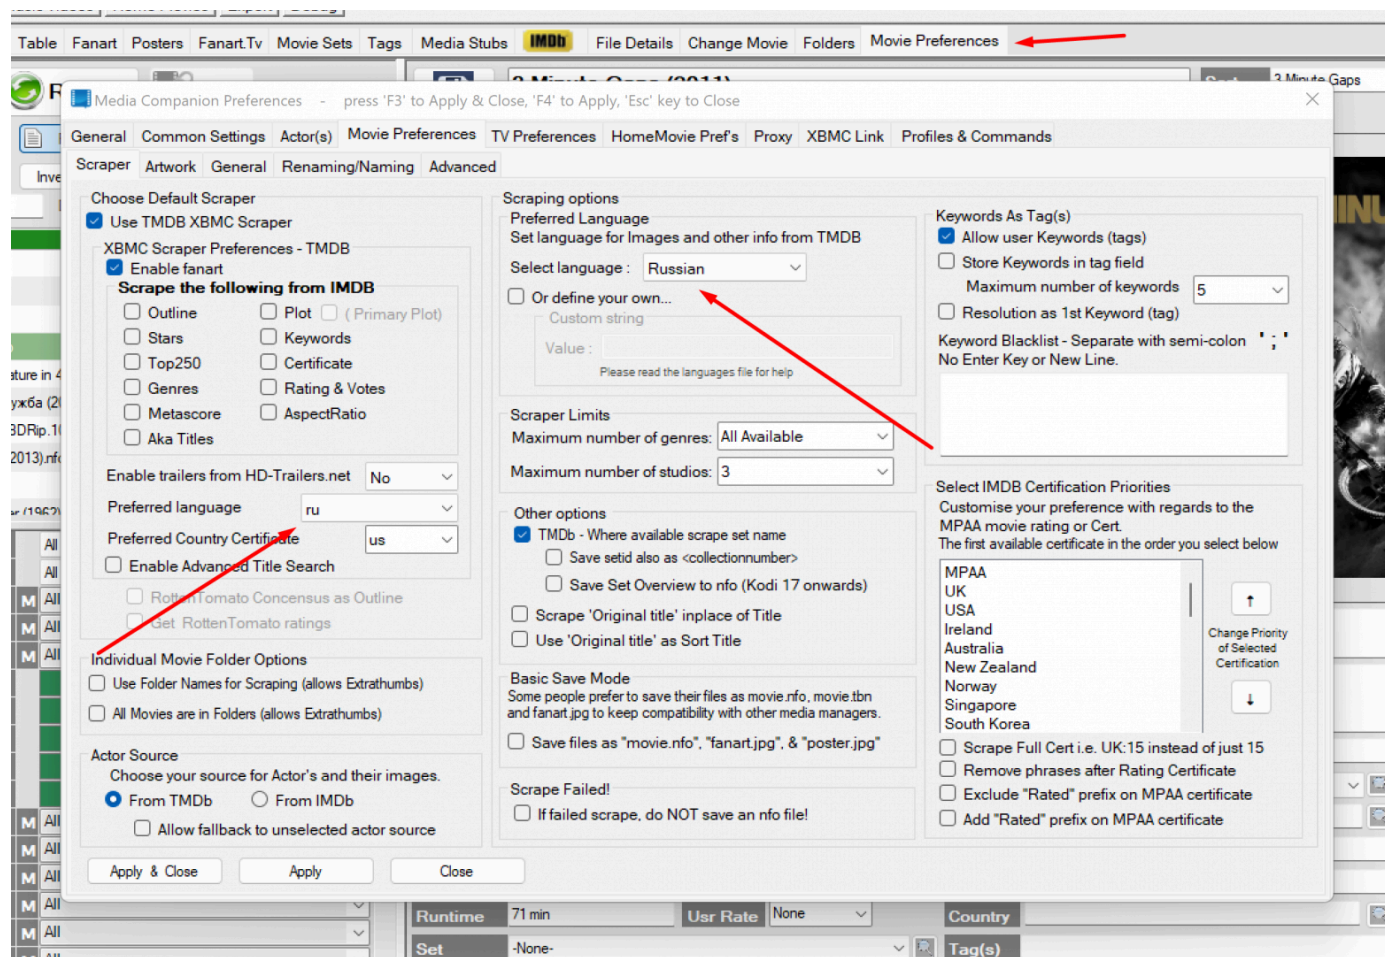 Table Fanart Posters Fanart.Tv Movie Sets Tags Media Stubs IMDb File Details Change Movie Folders Movie Preferences
3 Minute Gaps
Media Companion Preferences - press 'F3' to Apply & Close, 'F4' to Apply, 'Esc' key to Close
General Common Settings Actor(s) Movie Preferences TV Preferences HomeMovie Pref's Proxy XBMC Link Profiles & Commands
Scraper Artwork General Renaming/Naming Advanced
Choose Default Scraper
Use TMDB XBMC Scraper
XBMC Scraper Preferences - TMDB
Enable fanart
Scrape the following from IMDB
Outline
Plot ( Primary Plot)
Stars
Keywords
Top250
Certificate
Genres
Rating & Votes
Metascore
AspectRatio
Aka Titles
Enable trailers from HD-Trailers.net No
Preferred language ru
Preferred Country Certificate us
Enable Advanced Title Search
RottenTomato Concensus as Outline
Get RottenTomato ratings
Individual Movie Folder Options
Use Folder Names for Scraping (allows Extrathumbs)
All Movies are in Folders (allows Extrathumbs)
Actor Source
Choose your source for Actor's and their images.
From TMDb
From IMDb
Allow fallback to unselected actor source
Apply & Close
Apply
Close
Scraping options
Preferred Language
Set language for Images and other info from TMDB
Select language : Russian
Or define your own...
Custom string
Value :
Please read the languages file for help
Scraper Limits
Maximum number of genres: All Available
Maximum number of studios: 3
Other options
TMDb - Where available scrape set name
Save setid also as <collectionnumber>
Save Set Overview to nfo (Kodi 17 onwards)
Scrape 'Original title' inplace of Title
Use 'Original title' as Sort Title
Basic Save Mode
Some people prefer to save their files as movie.nfo, movie.tbn
and fanart.jpg to keep compatibility with other media managers.
Save files as "movie.nfo", "fanart.jpg", & "poster.jpg"
Scrape Failed!
If failed scrape, do NOT save an nfo file!
Keywords As Tag(s)
Allow user Keywords (tags)
Store Keywords in tag field
Maximum number of keywords 5
Resolution as 1st Keyword (tag)
Keyword Blacklist - Separate with semi-colon ' ; '
No Enter Key or New Line.
Select IMDB Certification Priorities
Customise your preference with regards to the
MPAA movie rating or Cert.
The first available certificate in the order you select below
MPAA
UK
USA
Ireland
Australia
New Zealand
Norway
Singapore
South Korea
Change Priority
of Selected
Certification
Scrape Full Cert i.e. UK:15 instead of just 15
Remove phrases after Rating Certificate
Exclude "Rated" prefix on MPAA certificate
Add "Rated" prefix on MPAA certificate
M All
M All
M All
M All
M All
M All
M All
M All
Runtime 71 min Usr Rate None Country
Set -None- Tag(s)